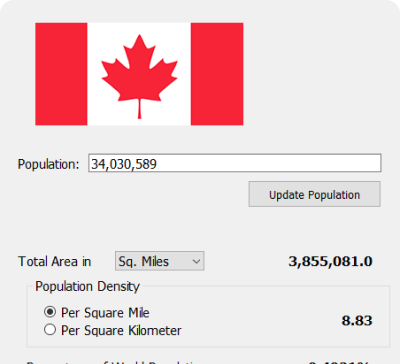 Population: 34,030,589
Update Population
Total Area in Sq. Miles 3,855,081.0
Population Density
Per Square Mile
8.83
Per Square Kilometer